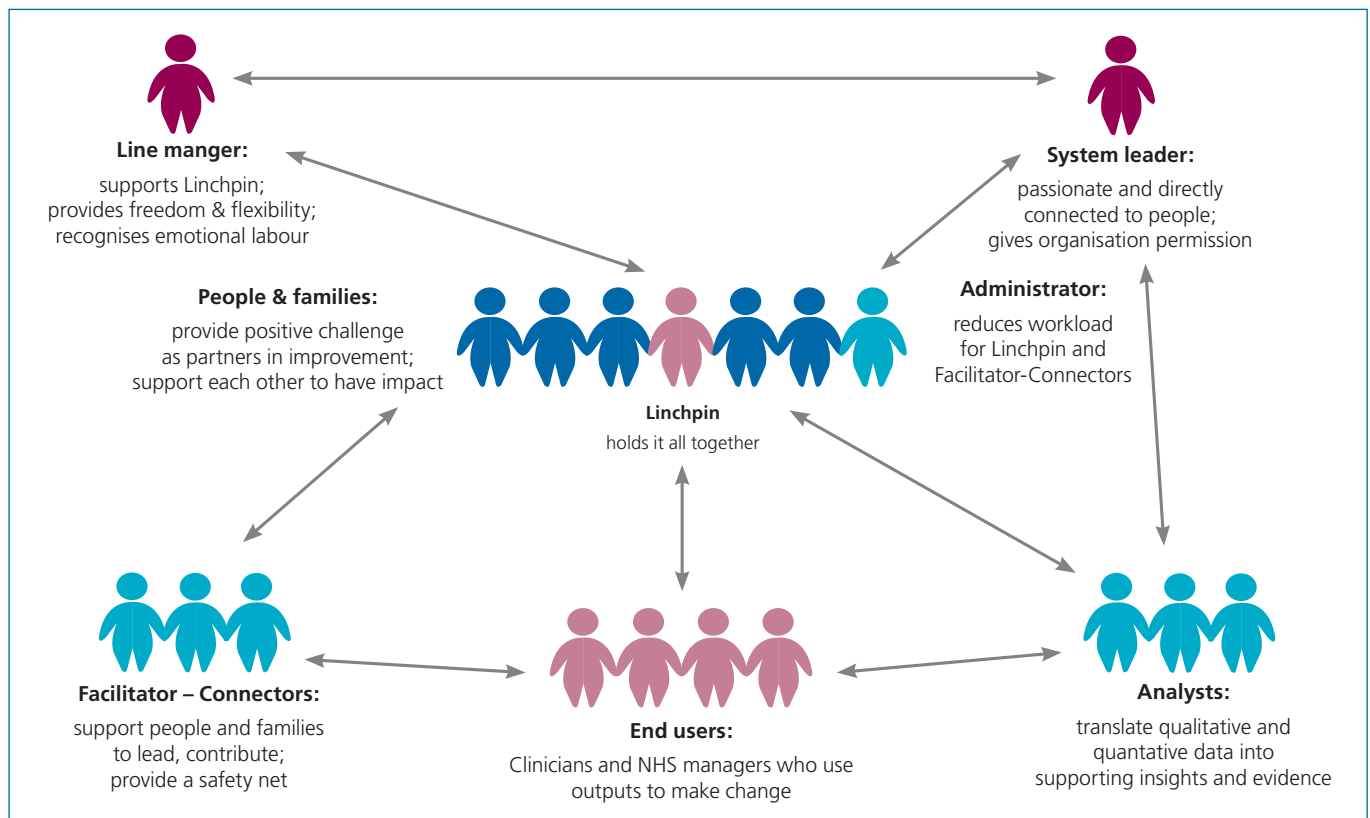 Line manger:
supports Linchpin;
provides freedom & flexibility;
recognises emotional labour
System leader:
passionate and directly
connected to people;
gives organisation permission
People & families:
provide positive challenge
as partners in improvement;
support each other to have impact
Administrator:
reduces workload
for Linchpin and
Facilitator-Connectors
Linchpin
holds it all together
Facilitator – Connectors:
support people and families
to lead, contribute;
provide a safety net
End users:
Clinicians and NHS managers who use
outputs to make change
Analysts:
translate qualitative and
quantative data into
supporting insights and evidence